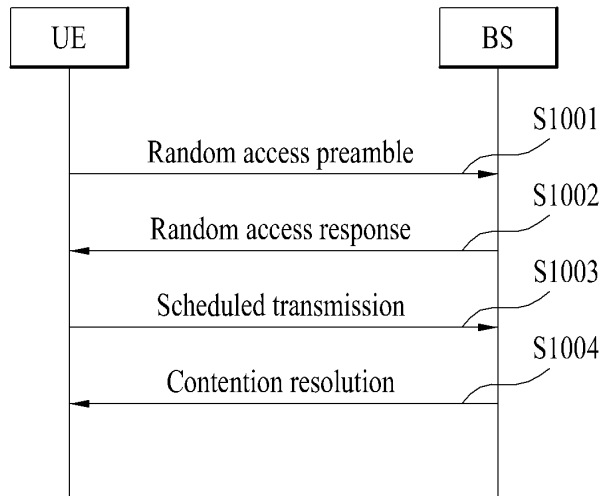 UE
BS
S1001
Random access preamble
S1002
Random access response
S1003
Scheduled transmission
S1004
Contention resolution